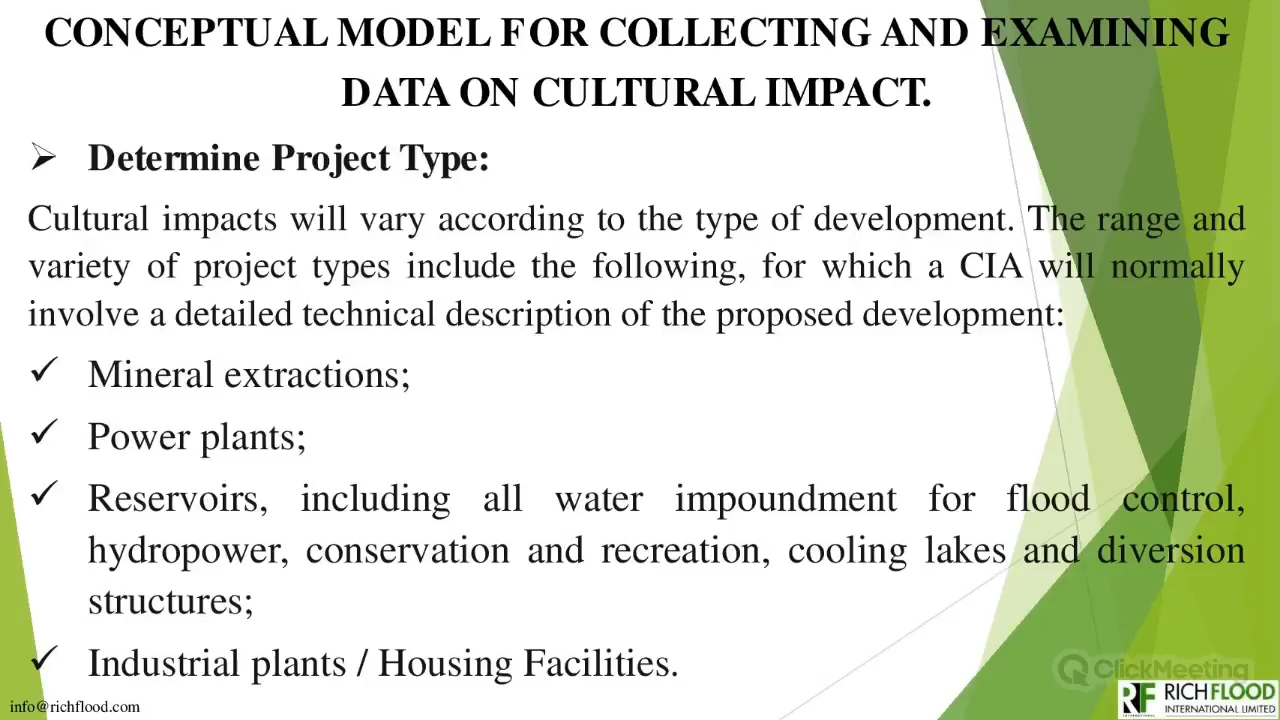 CONCEPTUAL MODEL FOR COLLECTING AND EXAMINING
DATA ON CULTURAL IMPACT.
Determine Project Type:
Cultural impacts will vary according to the type of development. The range and
variety of project types include the following, for which a CIA will normally
involve a detailed technical description of the proposed development:
Mineral extractions;
Power plants;
Reservoirs, including all water impoundment for flood control,
hydropower, conservation and recreation, cooling lakes and diversion
structures;
Industrial plants / Housing Facilities.
ClickMeeting
RF RICHFLOOD
INTERNATIONAL INTERNATIONAL LIMITED
info@richflood.com